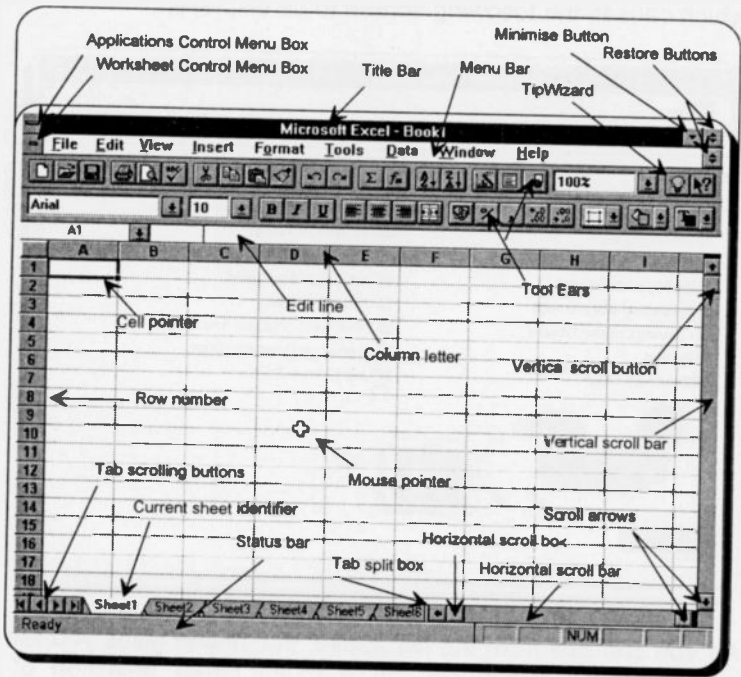 Applications Control Menu Box
Minimise Button
Worksheet Control Menu Box
Restore Buttons
Title Bar
Menu Bar
TipWizard
Microsoft Excel - Book1
File Edit View Insert Format Tools Data Window Help
100%
Arial 10 B I U
A1
A B C D E F G H I
1
2
Tool Bars
3
Edit line
4
Cell pointer
5
Column letter
6
Vertical scroll button
7
8
Row number
9
10
Vertical scroll bar
11
12
Tab scrolling buttons
Mouse pointer
13
14
Current sheet identifier
Scroll arrows
15
16
Status bar
Horizontal scroll box
17
Tab split box
Horizontal scroll bar
18
Sheet1 Sheet2 Sheet3 Sheet4 Sheet5 Sheet6
Ready NUM